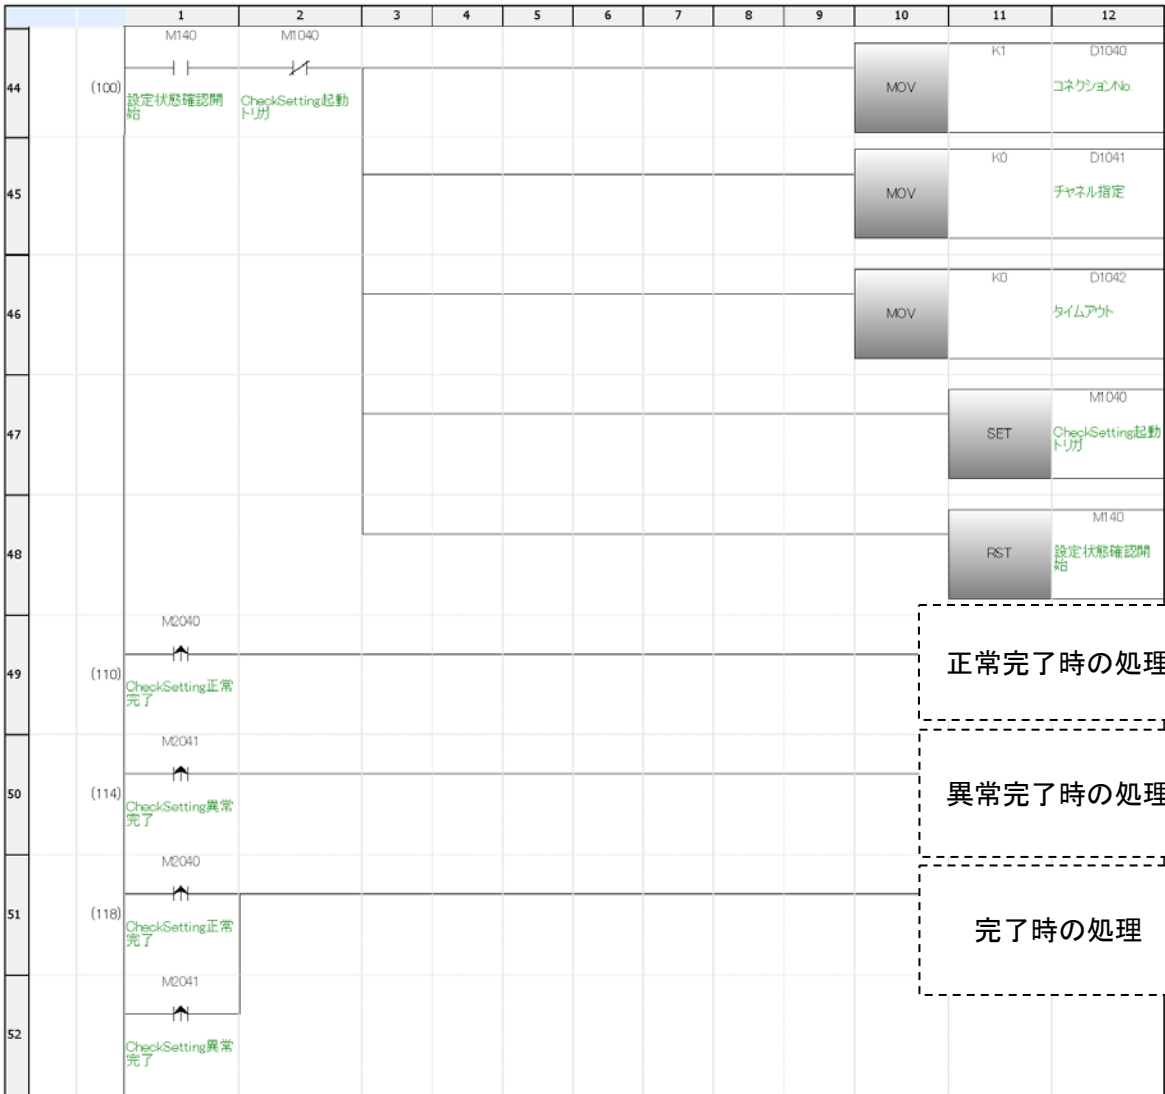 1 2 3 4 5 6 7 8 9 10 11 12
M140 M1040 K1 D1040
44 (100) MOV
設定状態確認開
始
CheckSetting起動
トリガ
コネクションNo.
K0 D1041
45 MOV チャネル指定
K0 D1042
46 MOV タイムアウト
M1040
47 SET CheckSetting起動
トリガ
M140
48 RST 設定状態確認開
始
M2040
49 (110) 正常完了時の処理
CheckSetting正常
完了
M2041
50 (114) 異常完了時の処理
CheckSetting異常
完了
M2040
51 (118) 完了時の処理
CheckSetting正常
完了
M2041
52
CheckSetting異常
完了